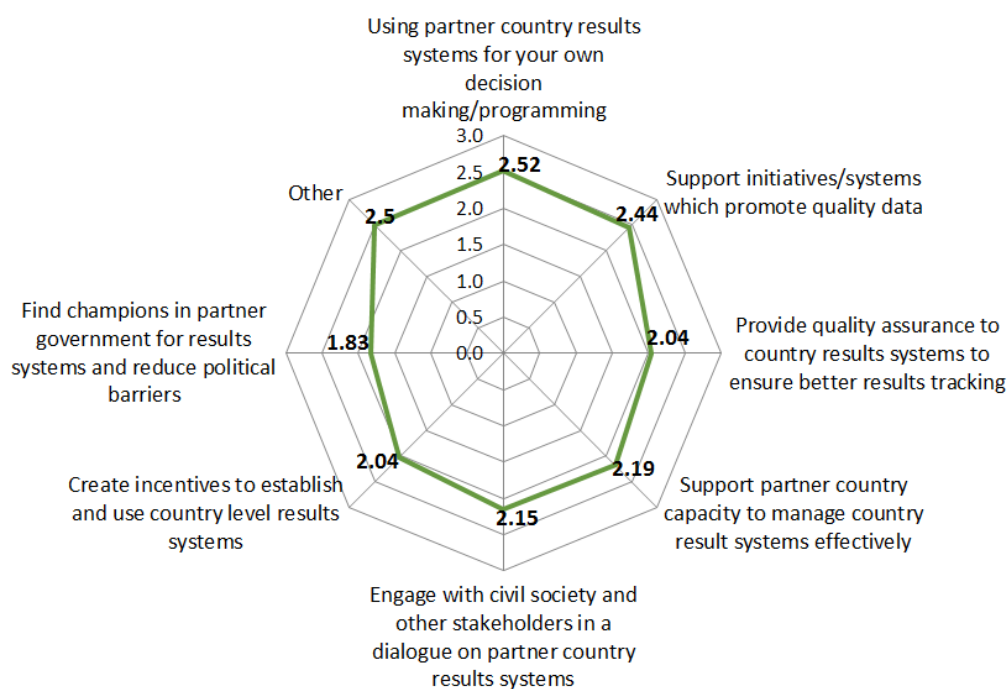 Using partner country results
systems for your own
decision
making/programming
3.0
2.5
2.0
1.5
1.0
0.5
0.0
2.52
Support initiatives/systems
which promote quality data
2.44
Provide quality assurance to
country results systems to
ensure better results tracking
2.04
Support partner country
capacity to manage country
result systems effectively
2.19
Engage with civil society and
other stakeholders in a
dialogue on partner country
results systems
2.15
Create incentives to establish
and use country level results
systems
2.04
Find champions in partner
government for results
systems and reduce political
barriers
1.83
Other
2.5